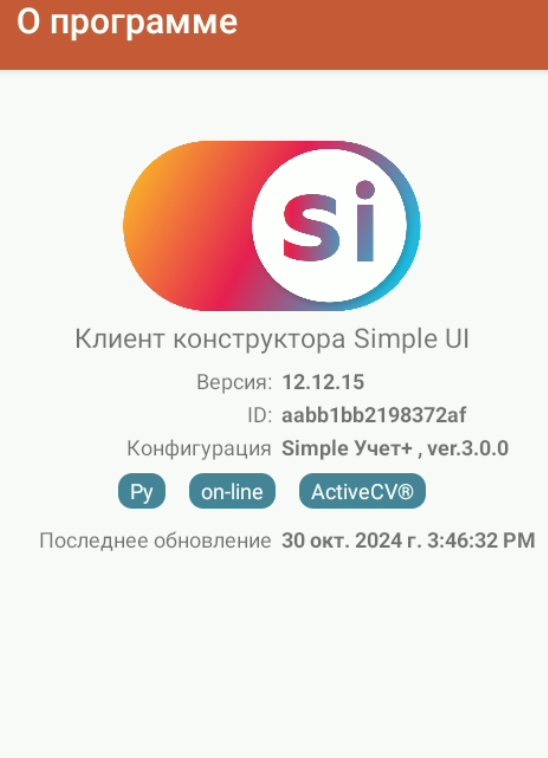 О программе
si
Клиент конструктора Simple UI
Версия: 12.12.15
ID: aabb1bb2198372af
Конфигурация Simple Учет+ , ver.3.0.0
Py on-line ActiveCV®
Последнее обновление 30 окт. 2024 г. 3:46:32 PM